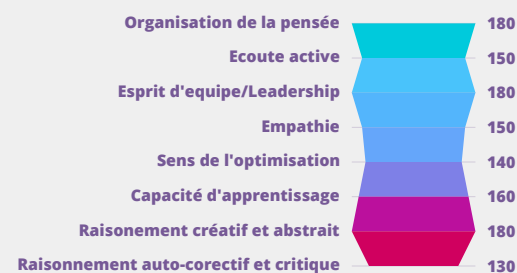 Organisation de la pensée 180
Ecoute active 150
Esprit d'equipe/Leadership 180
Empathie 150
Sens de l'optimisation 140
Capacité d'apprentissage 160
Raisonement créatif et abstrait 180
Raisonnement auto-corectif et critique 130